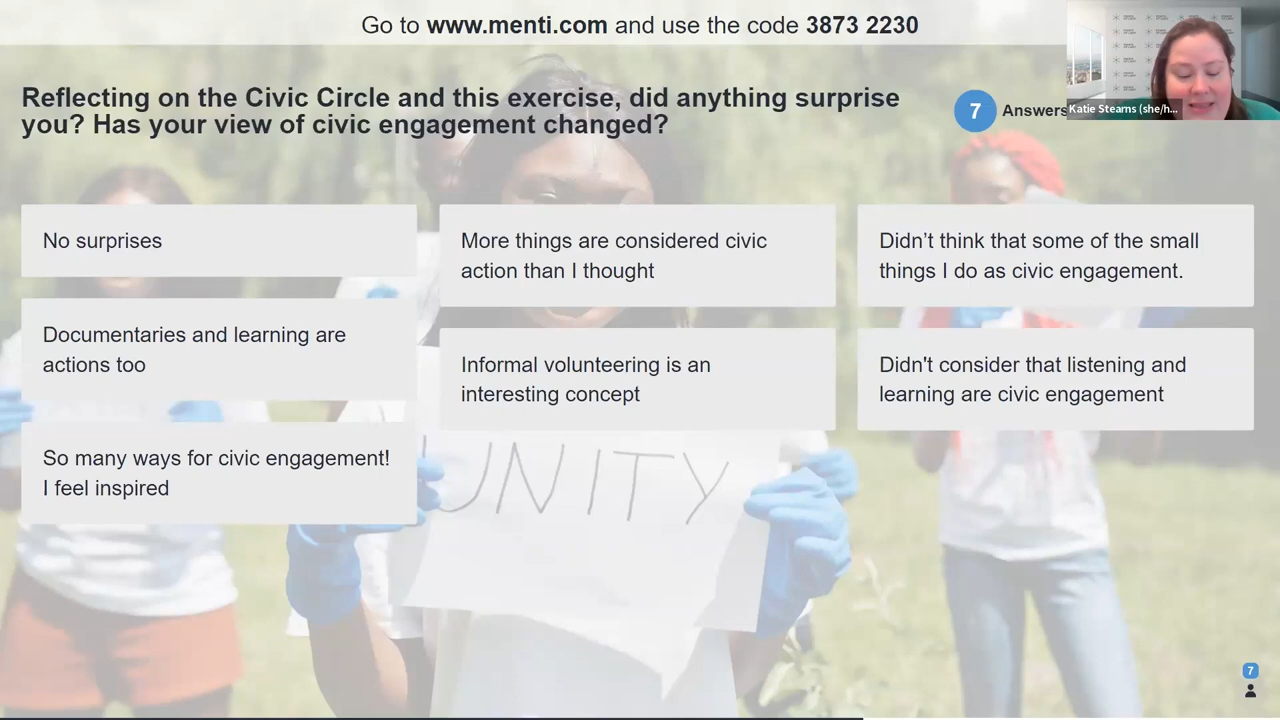 Go to www.menti.com and use the code 3873 2230
Reflecting on the Civic Circle and this exercise, did anything surprise
you? Has your view of civic engagement changed?
7 Answers
Katie Stearns (she/h...
No surprises
More things are considered civic
action than I thought
Didn’t think that some of the small
things I do as civic engagement.
Documentaries and learning are
actions too
Informal volunteering is an
interesting concept
Didn't consider that listening and
learning are civic engagement
So many ways for civic engagement!
I feel inspired
UNITY
7